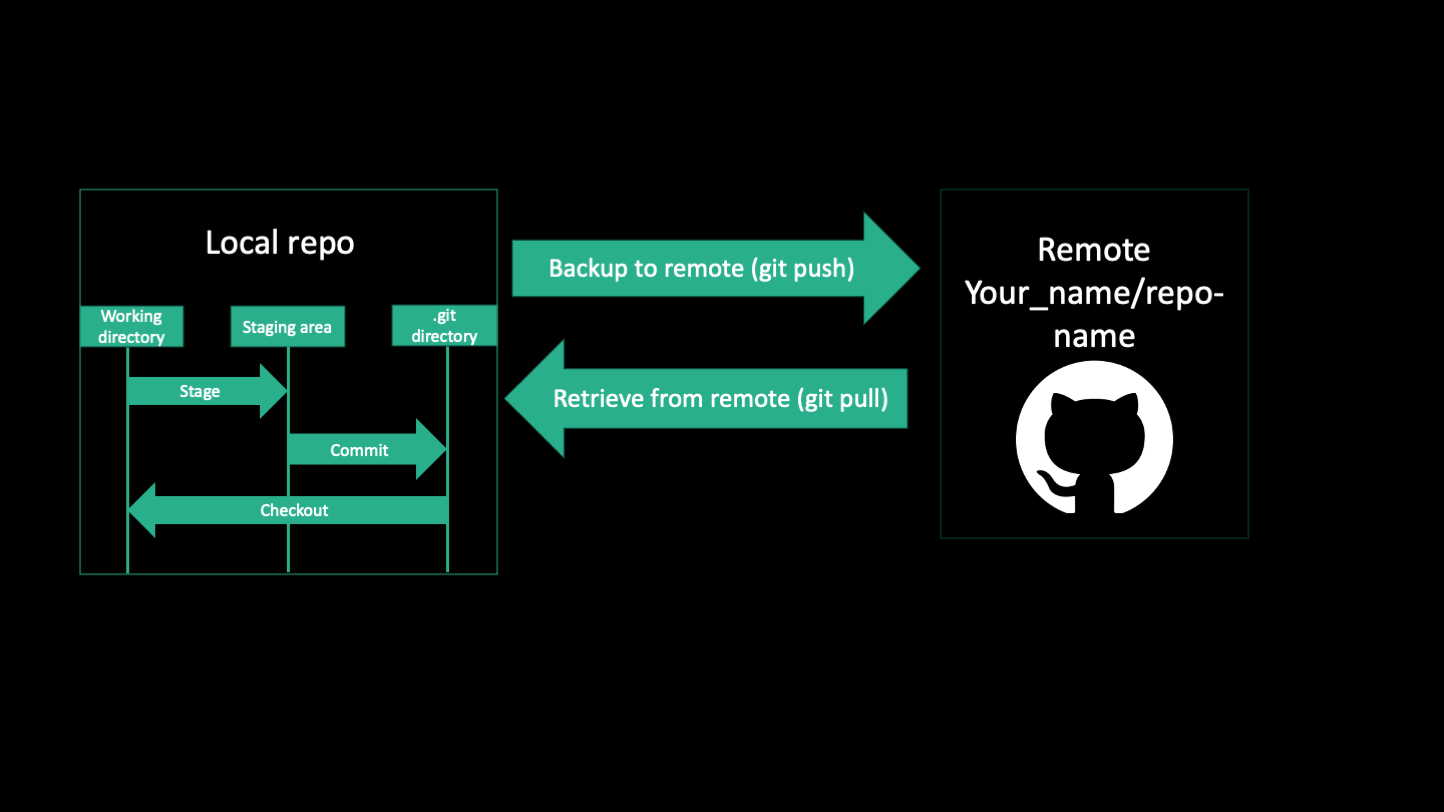 Local repo
Working
directory
Staging area
.git
directory
Stage
Commit
Checkout
Backup to remote (git push)
Retrieve from remote (git pull)
Remote
Your_name/repo-
name